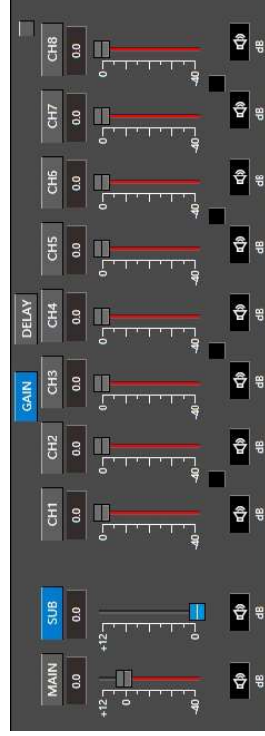 GAIN DELAY
MAIN SUB CH1 CH2 CH3 CH4 CH5 CH6 CH7 CH8
0.0 0.0 0.0 0.0 0.0 0.0 0.0 0.0 0.0 0.0
+12 +12 0 0 0 0 0 0 0 0
0
-40 0 -40 -40 -40 -40 -40 -40 -40 -40
dB dB dB dB dB dB dB dB dB dB